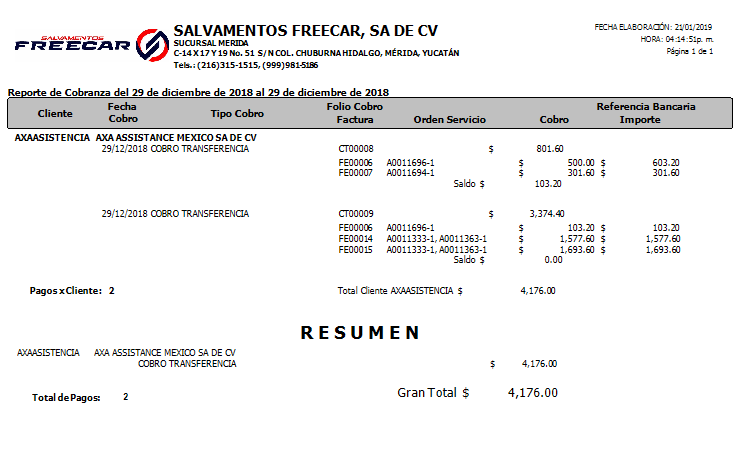 SALVAMENTOS
FREECAR
SALVAMENTOS FREECAR, SA DE CV
SUCURSAL MERIDA
C-14 X 17 Y 19 No. 51 S/N COL. CHUBURNA HIDALGO, MÉRIDA, YUCATÁN
Tels.: (216)315-1515, (999)981-5186
FECHA ELABORACIÓN: 21/01/2019
HORA: 04:14:51p. m.
Página 1 de 1
Reporte de Cobranza del 29 de diciembre de 2018 al 29 de diciembre de 2018
Cliente Fecha Cobro Tipo Cobro Folio Cobro Factura Orden Servicio Cobro Referencia Bancaria Importe
AXAASISTENCIA AXA ASSISTANCE MEXICO SA DE CV
29/12/2018 COBRO TRANSFERENCIA CT00008 $ 801.60
FE00006 A0011696-1 $ 500.00 $ 603.20
FE00007 A0011694-1 $ 301.60 $ 301.60
Saldo $ 103.20
29/12/2018 COBRO TRANSFERENCIA CT00009 $ 3,374.40
FE00006 A0011696-1 $ 103.20 $ 103.20
FE00014 A0011333-1, A0011363-1 $ 1,577.60 $ 1,577.60
FE00015 A0011333-1, A0011363-1 $ 1,693.60 $ 1,693.60
Saldo $ 0.00
Pagos x Cliente: 2 Total Cliente AXAASISTENCIA $ 4,176.00
RESUMEN
AXAASISTENCIA AXA ASSISTANCE MEXICO SA DE CV
COBRO TRANSFERENCIA $ 4,176.00
Total de Pagos: 2 Gran Total $ 4,176.00